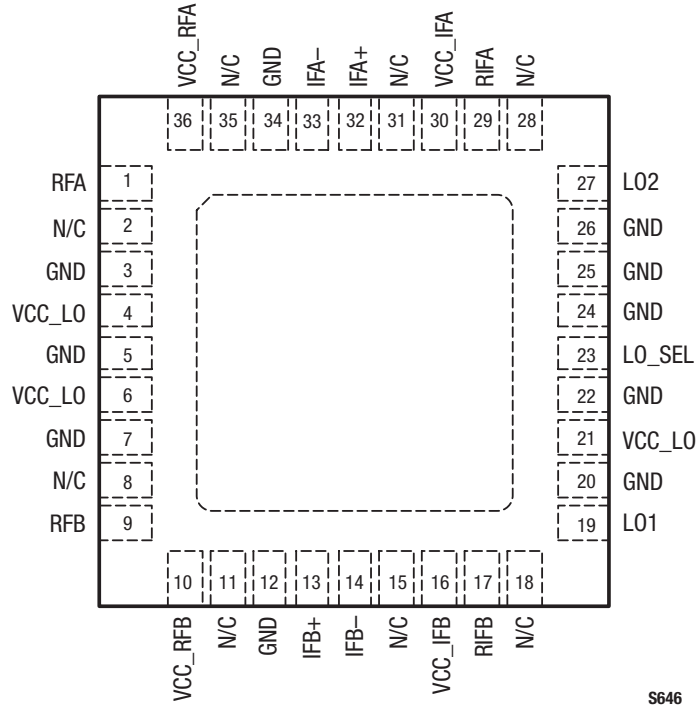 VCC_RFA
N/C
GND
IFA–
IFA+
N/C
VCC_IFA
RIFA
N/C
36
35
34
33
32
31
30
29
28
RFA 1
N/C 2
GND 3
VCC_LO 4
GND 5
VCC_LO 6
GND 7
N/C 8
RFB 9
27 LO2
26 GND
25 GND
24 GND
23 LO_SEL
22 GND
21 VCC_LO
20 GND
19 LO1
10
11
12
13
14
15
16
17
18
VCC_RFB
N/C
GND
IFB+
IFB–
N/C
VCC_IFB
RIFB
N/C
S646